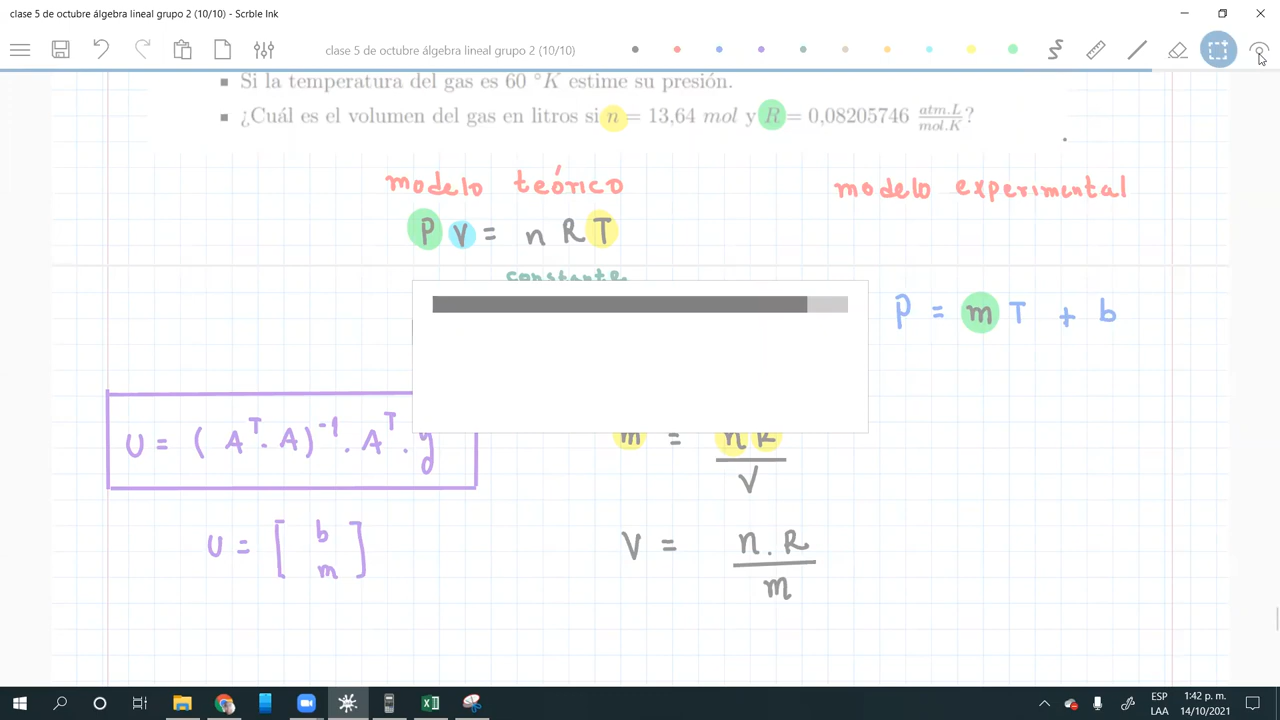 clase 5 de octubre álgebra lineal grupo 2 (10/10) - Scrble Ink
clase 5 de octubre álgebra lineal grupo 2 (10/10)
▪ Si la temperatura del gas es 60 °K estime su presión.
▪ ¿Cuál es el volumen del gas en litros si n = 13,64 mol y R = 0,08205746 atm.L/mol.K?
modelo teórico
modelo experimental
P V = n R T
constante
P = m T + b
U = (A^T . A)^-1 . A^T . y
m = n R / V
U = [ b m ]
V = n . R / m
ESP
LAA
1:42 p. m.
14/10/2021